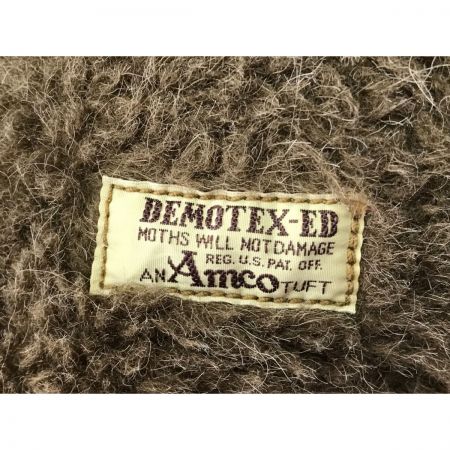 DEMOTEX-ED
MOTHS WILL NOT DAMAGE
REG. U.S. PAT. OFF.
AN Amco TUFT